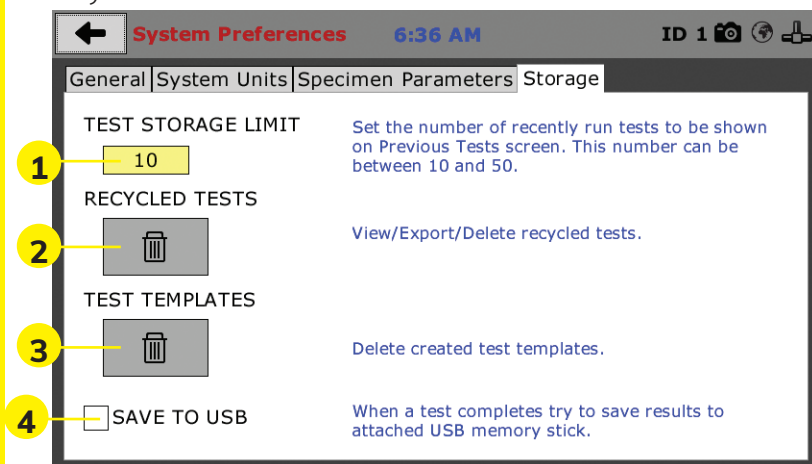 System Preferences 6:36 AM ID 1
General System Units Specimen Parameters Storage
TEST STORAGE LIMIT
Set the number of recently run tests to be shown
on Previous Tests screen. This number can be
between 10 and 50.
1 10
RECYCLED TESTS
2
View/Export/Delete recycled tests.
TEST TEMPLATES
3
Delete created test templates.
4 SAVE TO USB
When a test completes try to save results to
attached USB memory stick.